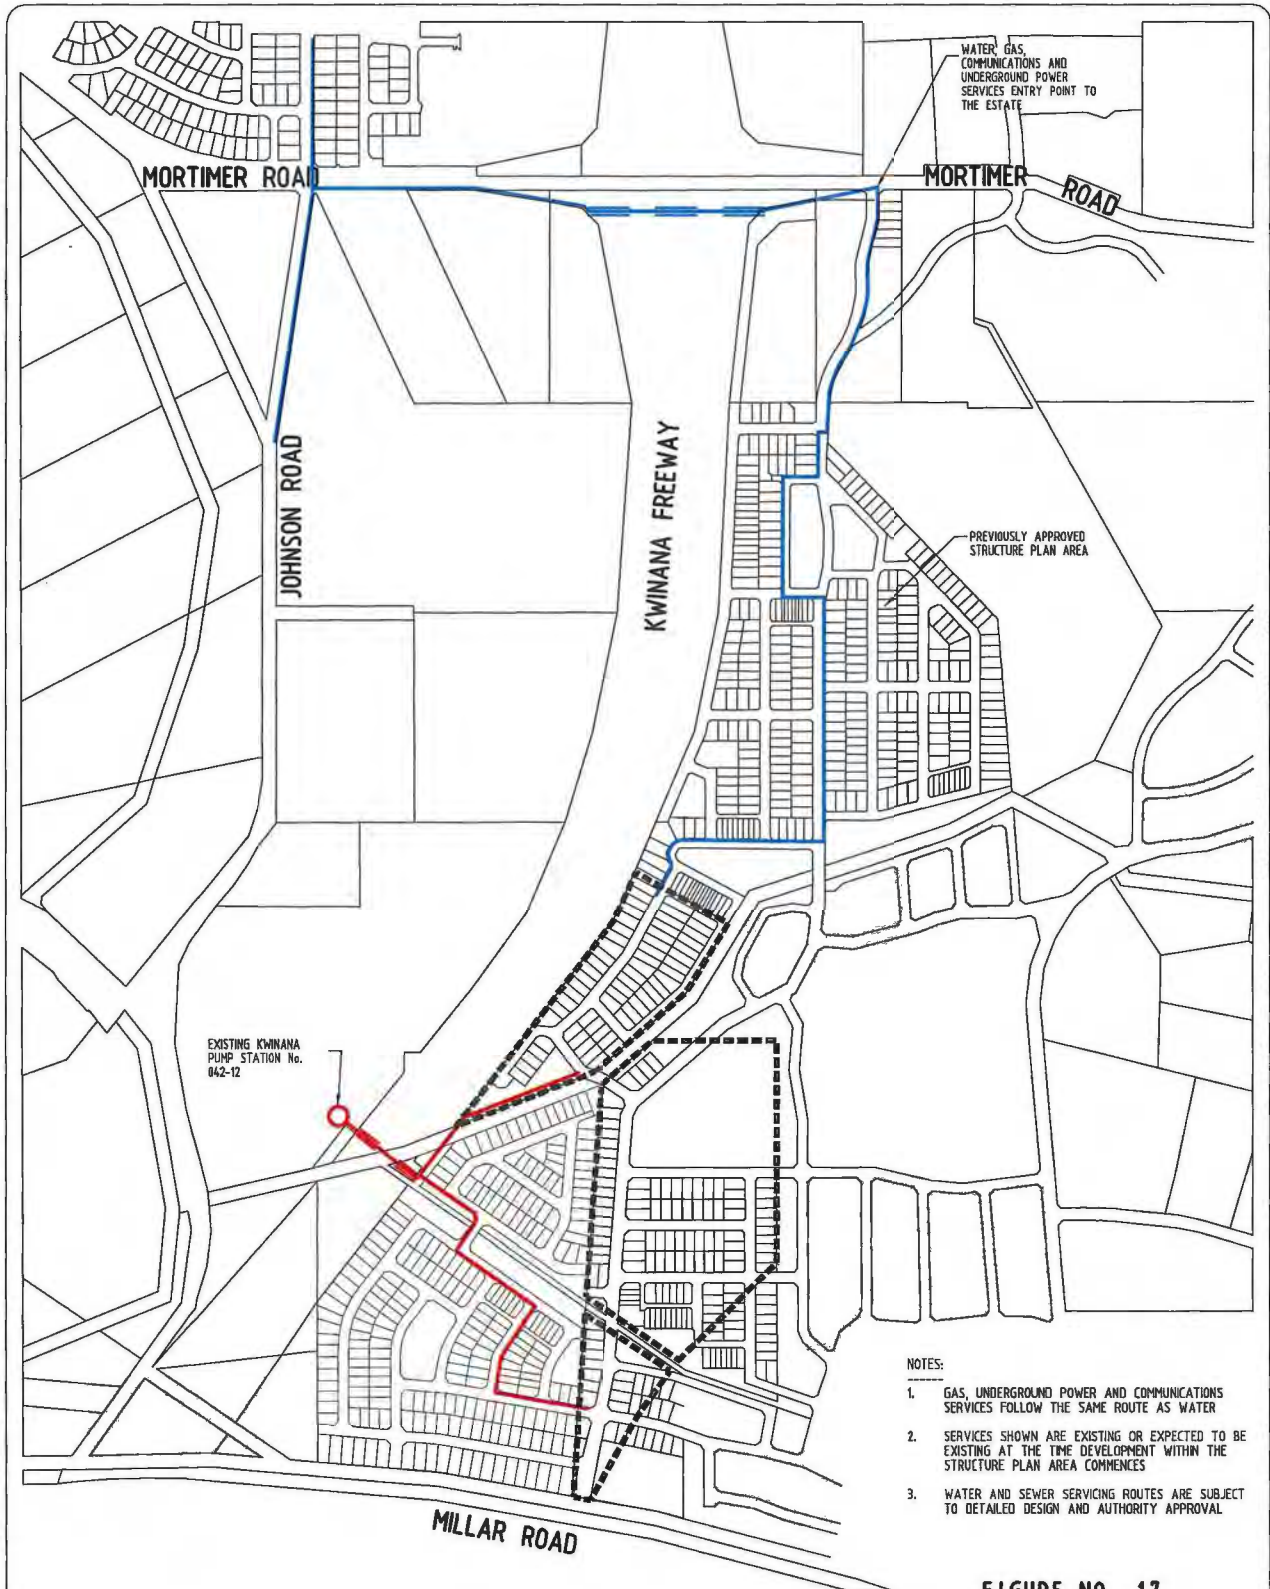 WATER, GAS,
COMMUNICATIONS AND
UNDERGROUND POWER
SERVICES ENTRY POINT TO
THE ESTATE
MORTIMER ROAD
MORTIMER ROAD
JOHNSON ROAD
KWINANA FREEWAY
PREVIOUSLY APPROVED
STRUCTURE PLAN AREA
EXISTING KWINANA
PUMP STATION No.
042-12
NOTES:
1. GAS, UNDERGROUND POWER AND COMMUNICATIONS
SERVICES FOLLOW THE SAME ROUTE AS WATER
2. SERVICES SHOWN ARE EXISTING OR EXPECTED TO BE
EXISTING AT THE TIME DEVELOPMENT WITHIN THE
STRUCTURE PLAN AREA COMMENCES
3. WATER AND SEWER SERVICING ROUTES ARE SUBJECT
TO DETAILED DESIGN AND AUTHORITY APPROVAL
MILLAR ROAD
FIGURE NO. 17